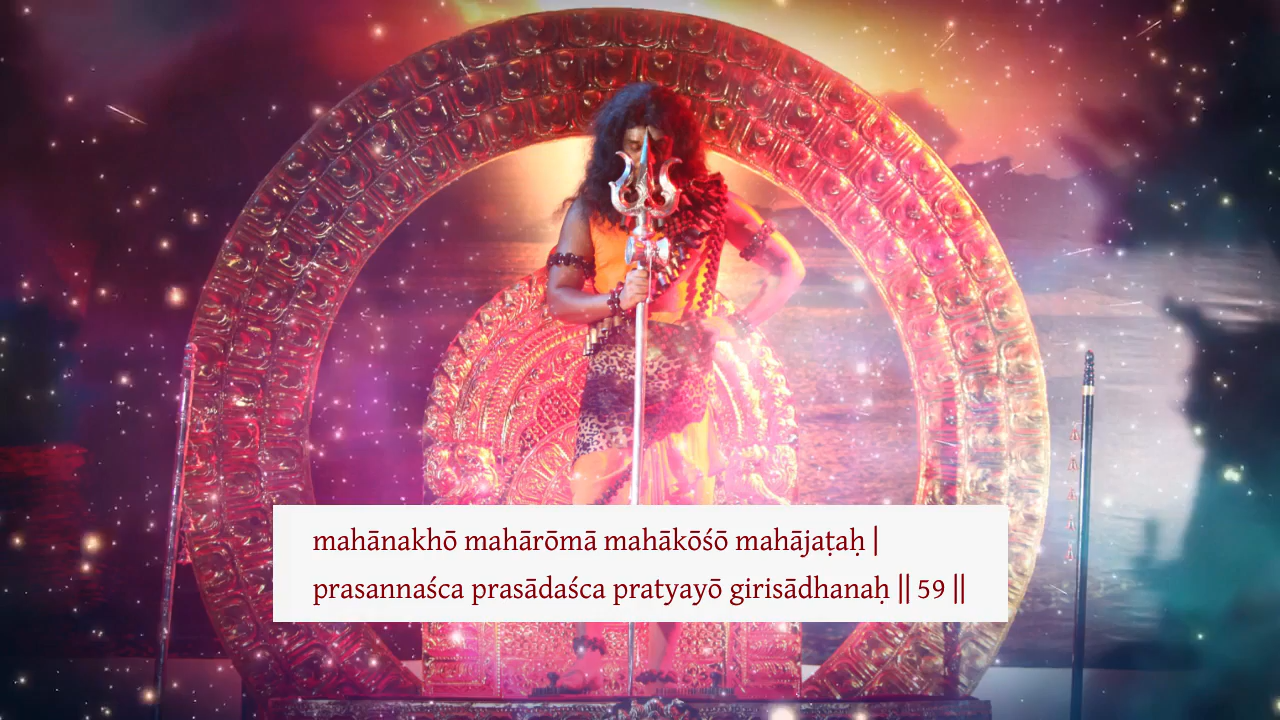 mahānakhō mahārōmā mahākōśō mahājaṭaḥ |
prasannaśca prasādaśca pratyayō girisādhanaḥ || 59 ||